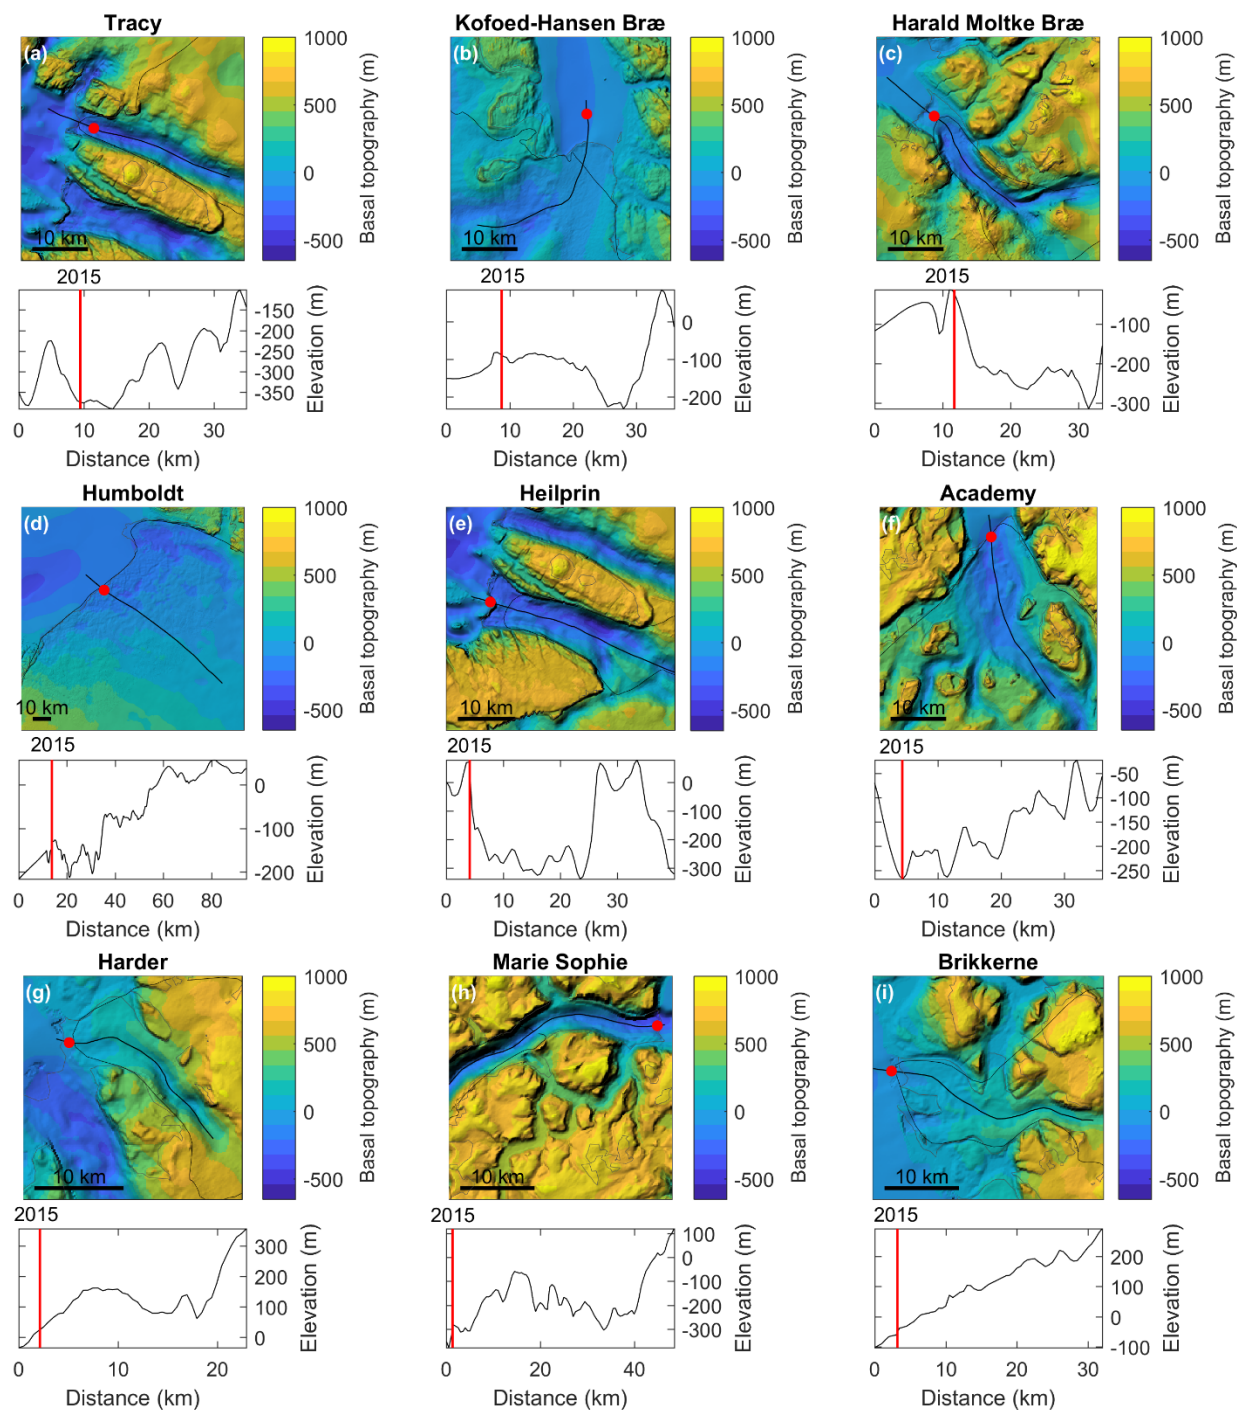 Tracy
(a)
10 km
1000
500
0
-500
Basal topography (m)
2015
-100
-150
-200
-250
-300
-350
Elevation (m)
0
10
20
30
Distance (km)
Kofoed-Hansen Bræ
(b)
10 km
1000
500
0
-500
Basal topography (m)
2015
0
-100
-200
Elevation (m)
0
10
20
30
Distance (km)
Harald Moltke Bræ
(c)
10 km
1000
500
0
-500
Basal topography (m)
2015
-100
-200
-300
Elevation (m)
0
10
20
30
Distance (km)
Humboldt
(d)
10 km
1000
500
0
-500
Basal topography (m)
2015
0
-100
-200
Elevation (m)
0
20
40
60
80
Distance (km)
Heilprin
(e)
10 km
1000
500
0
-500
Basal topography (m)
2015
0
-100
-200
-300
Elevation (m)
0
10
20
30
Distance (km)
Academy
(f)
10 km
1000
500
0
-500
Basal topography (m)
2015
-50
-100
-150
-200
-250
Elevation (m)
0
10
20
30
Distance (km)
Harder
(g)
10 km
1000
500
0
-500
Basal topography (m)
2015
300
200
100
0
Elevation (m)
0
10
20
Distance (km)
Marie Sophie
(h)
10 km
1000
500
0
-500
Basal topography (m)
2015
100
0
-100
-200
-300
Elevation (m)
0
20
40
Distance (km)
Brikkerne
(i)
10 km
1000
500
0
-500
Basal topography (m)
2015
200
100
0
-100
Elevation (m)
0
10
20
30
Distance (km)